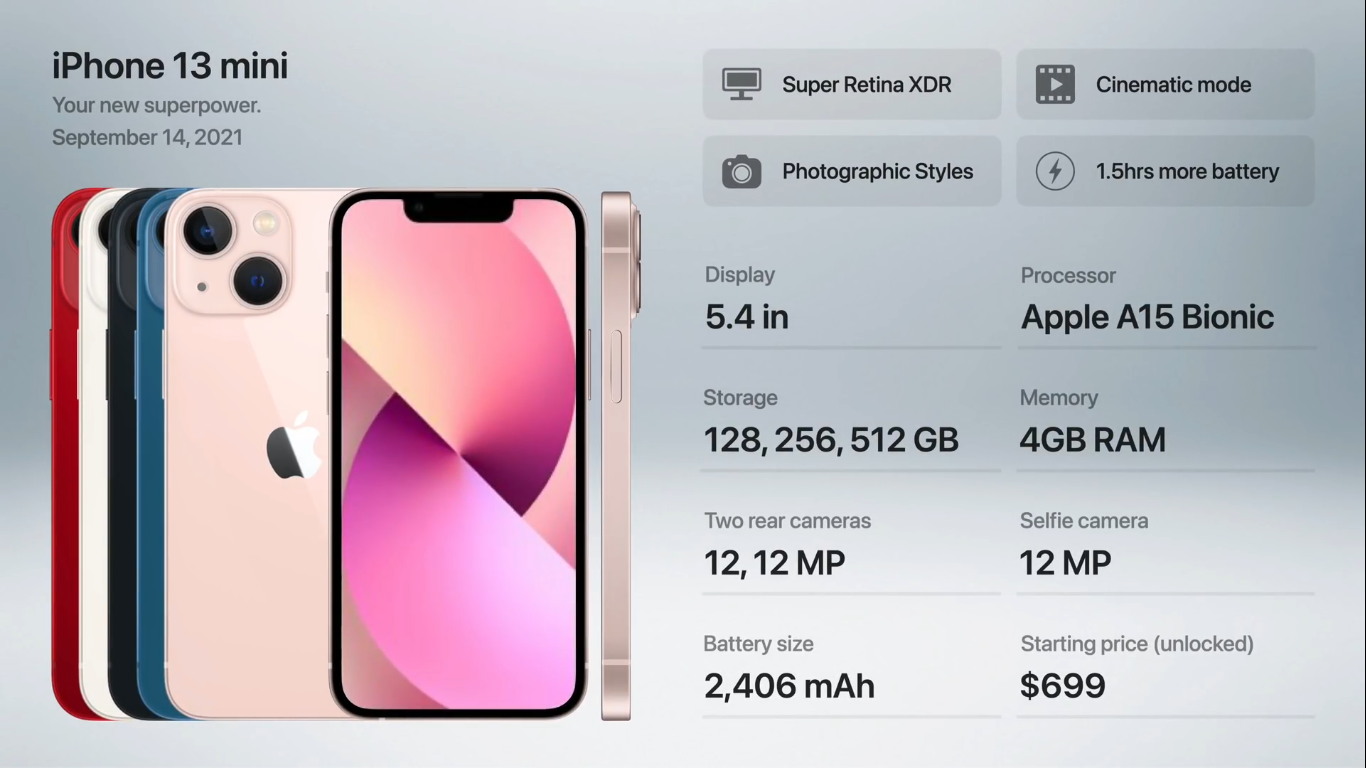 iPhone 13 mini
Your new superpower.
September 14, 2021
Super Retina XDR
Cinematic mode
Photographic Styles
1.5hrs more battery
Display
5.4 in
Processor
Apple A15 Bionic
Storage
128, 256, 512 GB
Memory
4GB RAM
Two rear cameras
12, 12 MP
Selfie camera
12 MP
Battery size
2,406 mAh
Starting price (unlocked)
$699